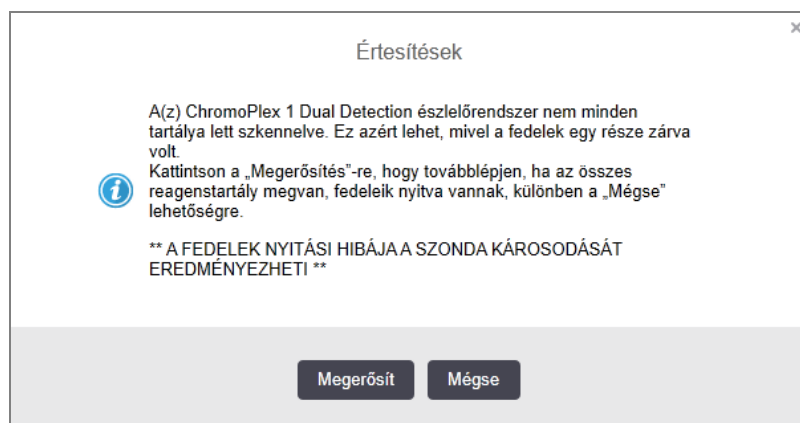 Értesítések
A(z) ChromoPlex 1 Dual Detection észlelőrendszer nem minden
tartálya lett szkennelve. Ez azért lehet, mivel a fedelek egy része zárva
volt.
Kattintson a „Megerősítés”-re, hogy továbblépjen, ha az összes
reagenstartály megvan, fedeleik nyitva vannak, különben a „Mégse”
lehetőségre.
** A FEDELEK NYITÁSI HIBÁJA A SZONDA KÁROSODÁSÁT
EREDMÉNYEZHETI **
Megerősít Mégse